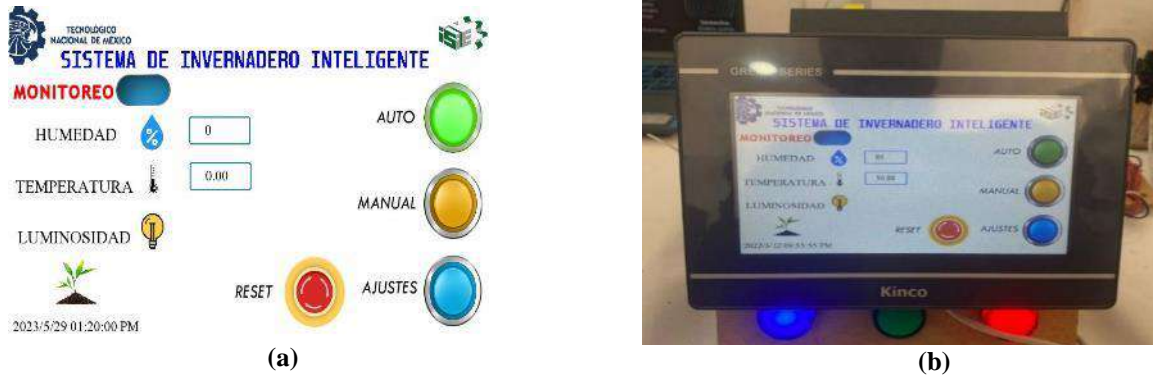 TECNOLÓGICO
NACIONAL DE MÉXICO
SISTEMA DE INVERNADERO INTELIGENTE
MONITOREO
HUMEDAD % 0
TEMPERATURA 0.00
LUMINOSIDAD
AUTO
MANUAL
RESET AJUSTES
2023/5/29 01:20:00 PM
(a)
SERIES
SISTEMA DE INVERNADERO INTELIGENTE
MONITOREO
HUMEDAD %
TEMPERATURA
LUMINOSIDAD
AUTO
MANUAL
RESET AJUSTES
Kinco
(b)